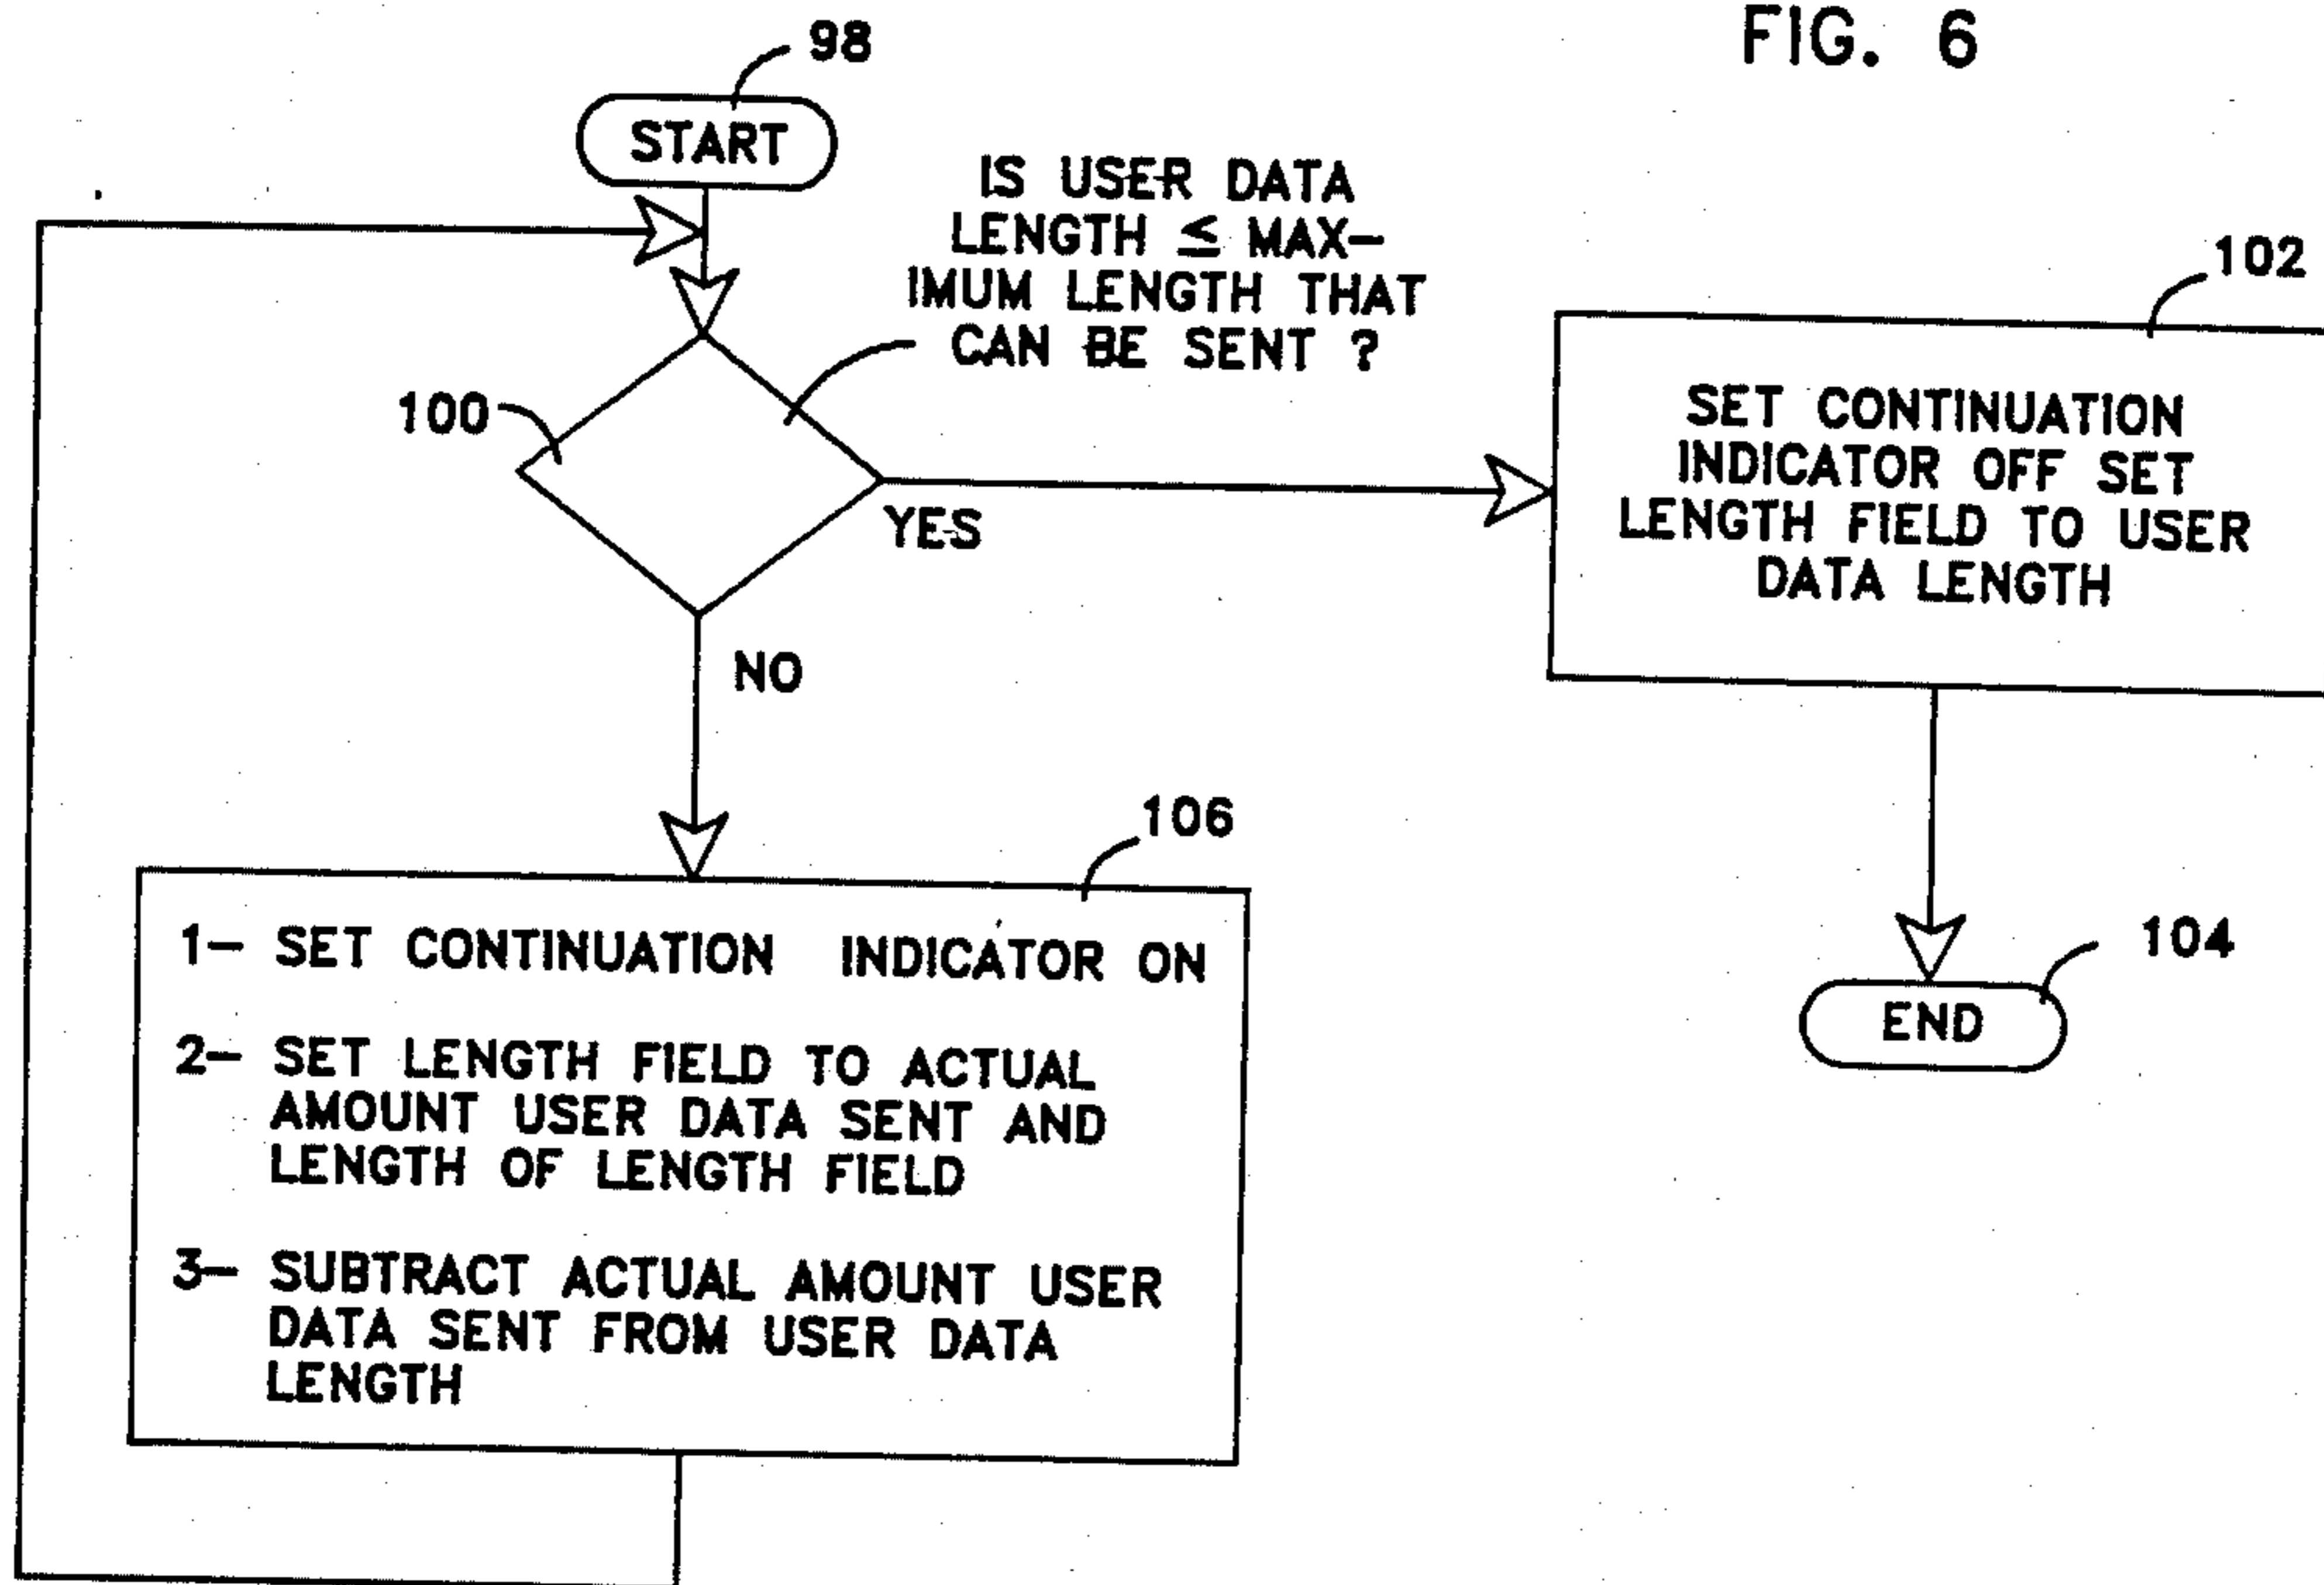 FIG. 6
98
START
IS USER DATA
LENGTH ≤ MAX-
IMUM LENGTH THAT
CAN BE SENT ?
100
YES
NO
102
SET CONTINUATION
INDICATOR OFF SET
LENGTH FIELD TO USER
DATA LENGTH
104
END
106
1- SET CONTINUATION INDICATOR ON
2- SET LENGTH FIELD TO ACTUAL
AMOUNT USER DATA SENT AND
LENGTH OF LENGTH FIELD
3- SUBTRACT ACTUAL AMOUNT USER
DATA SENT FROM USER DATA
LENGTH